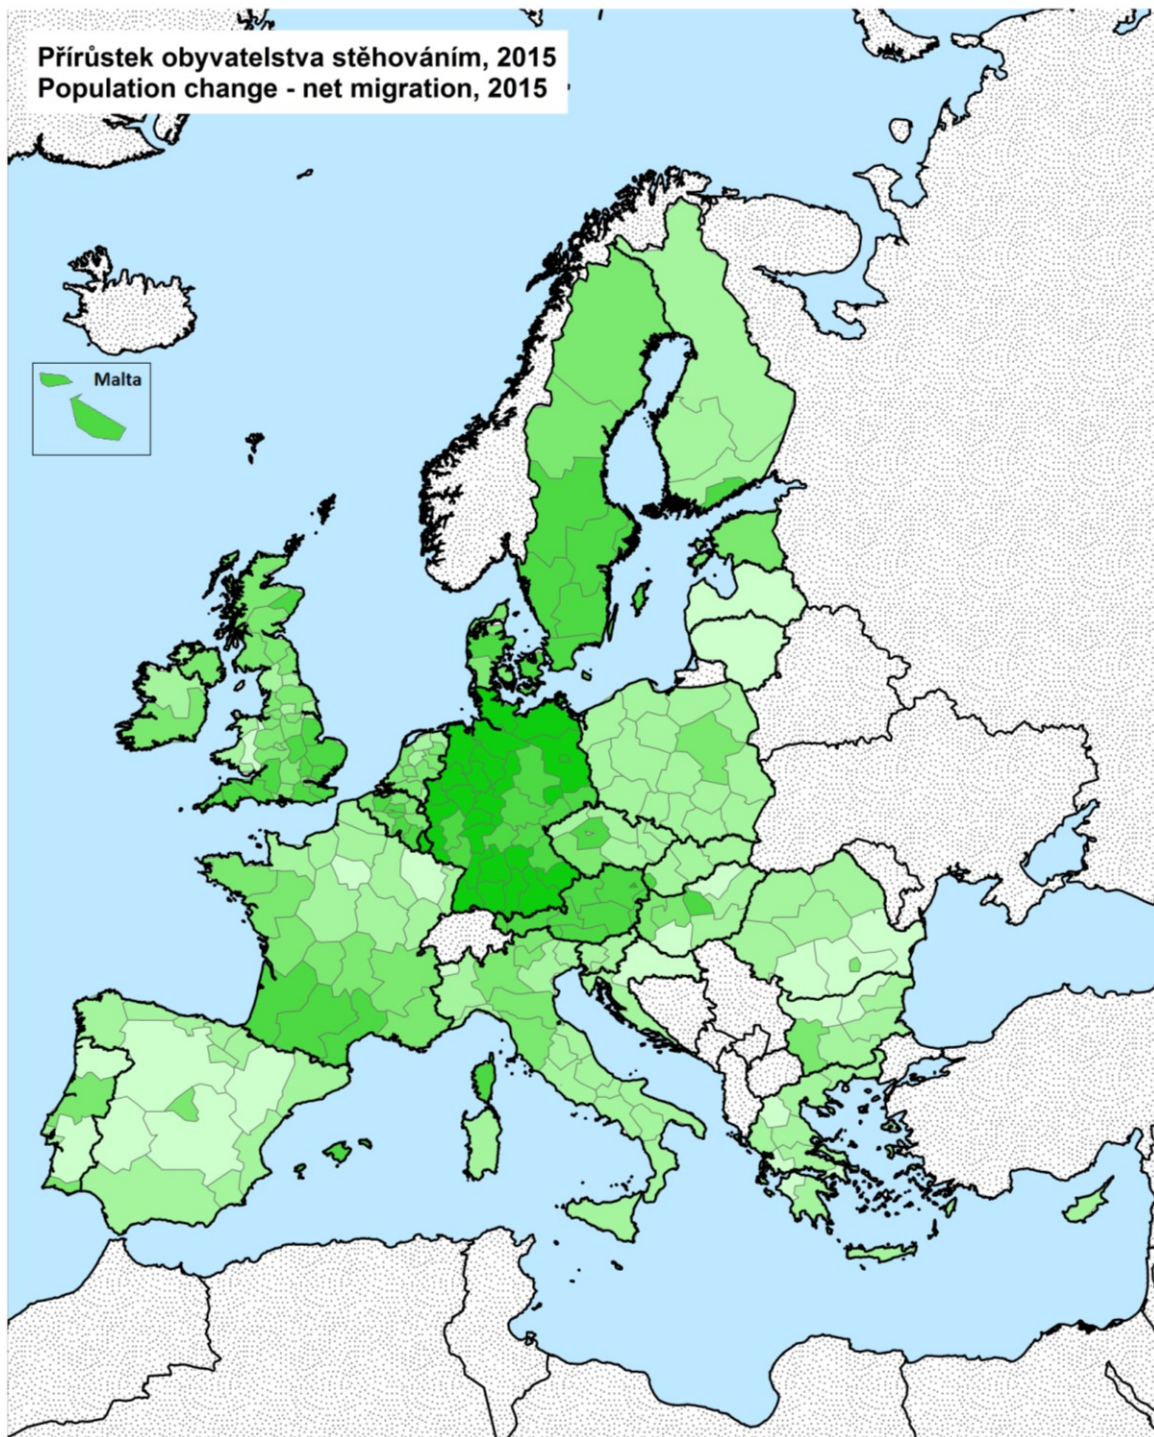 Přírůstek obyvatelstva stěhováním, 2015
Population change - net migration, 2015
Malta